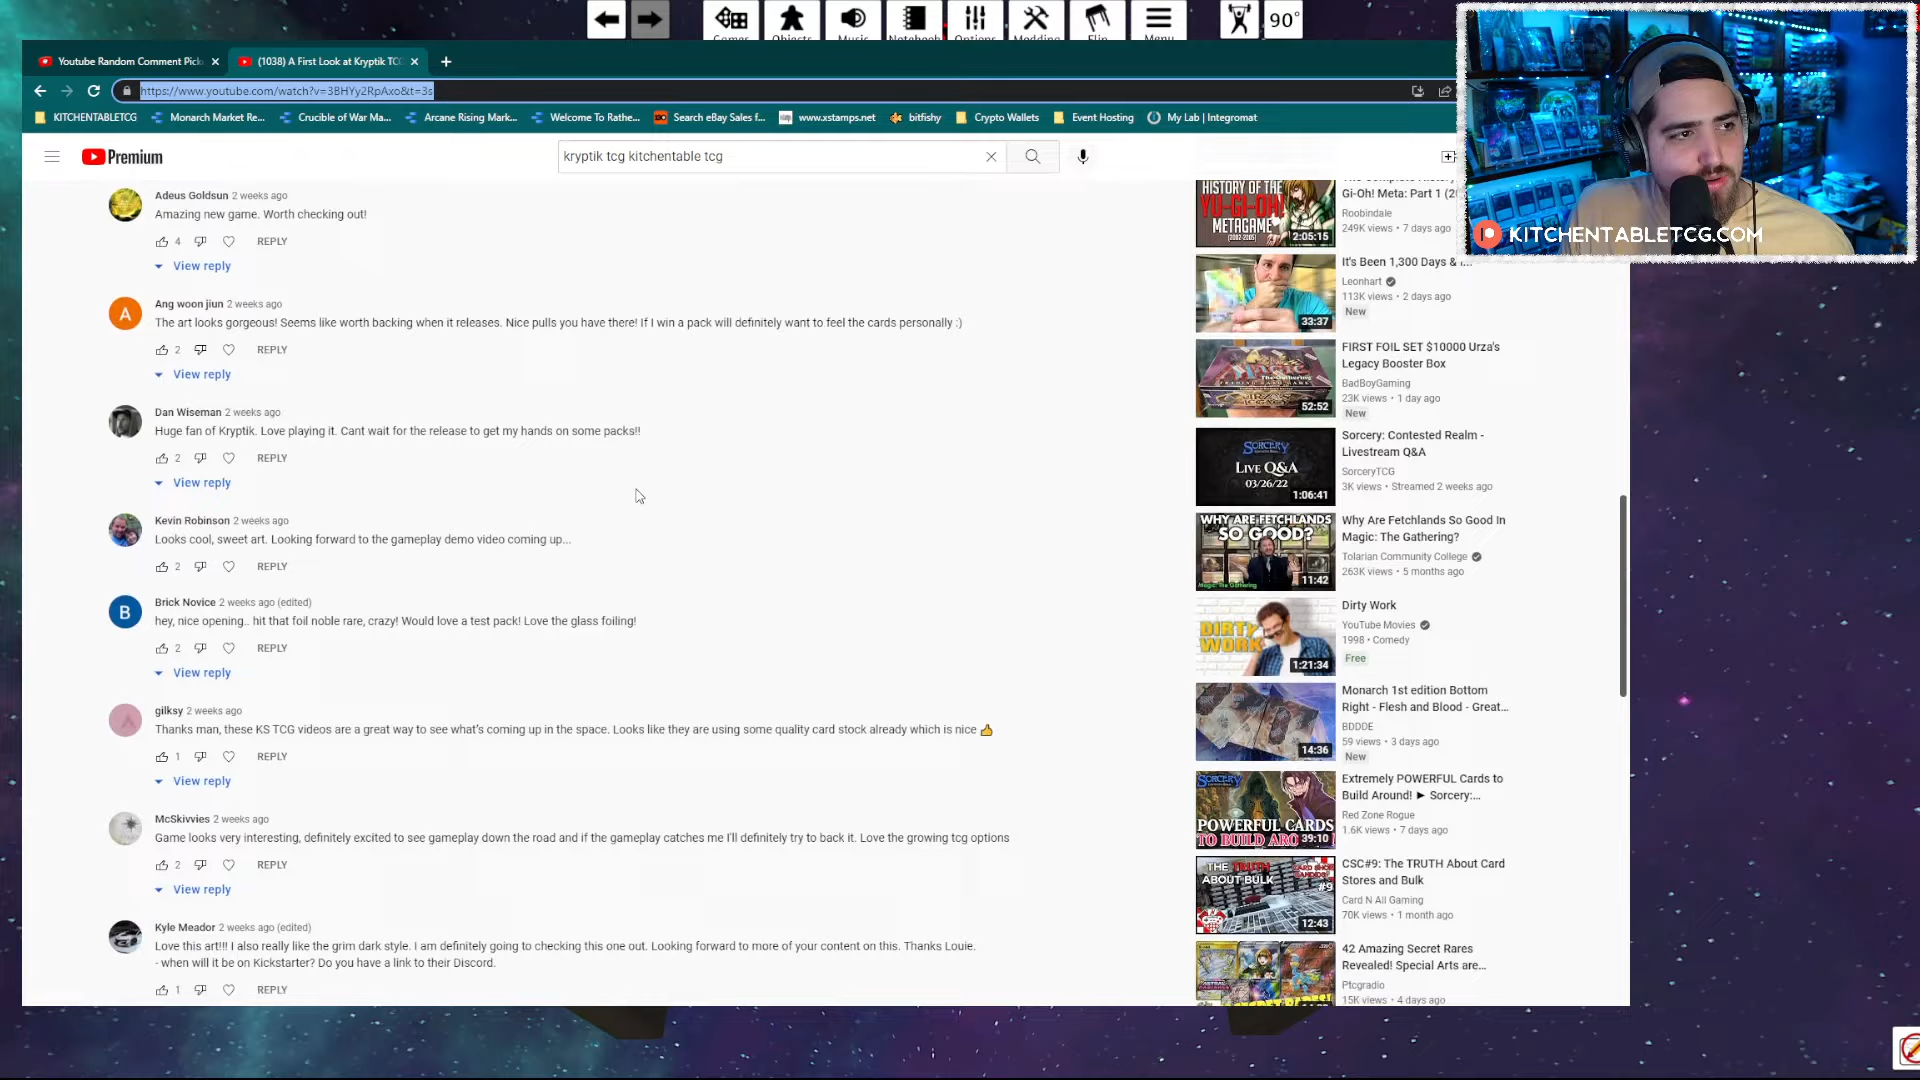 Games Objects Music Notebook Options Modding Flip Menu 90°
Youtube Random Comment Pick
(1038) A First Look at Kryptik TC
https://www.youtube.com/watch?v=3BHYy2RpAxo&t=3s
KITCHENTABLETCG Monarch Market Re... Crucible of War Ma... Arcane Rising Mark... Welcome To Rathe... Search eBay Sales f... www.xstamps.net bitfishy Crypto Wallets Event Hosting My Lab | Integromat
KITCHENTABLETCG.COM
Premium
kryptik tcg kitchentable tcg
Adeus Goldsun 2 weeks ago
Amazing new game. Worth checking out!
4 REPLY
View reply
Ang woon jiun 2 weeks ago
The art looks gorgeous! Seems like worth backing when it releases. Nice pulls you have there! If I win a pack will definitely want to feel the cards personally :)
2 REPLY
View reply
Dan Wiseman 2 weeks ago
Huge fan of Kryptik. Love playing it. Cant wait for the release to get my hands on some packs!!
2 REPLY
View reply
Kevin Robinson 2 weeks ago
Looks cool, sweet art. Looking forward to the gameplay demo video coming up...
2 REPLY
B
Brick Novice 2 weeks ago (edited)
hey, nice opening.. hit that foil noble rare, crazy! Would love a test pack! Love the glass foiling!
2 REPLY
View reply
gilksy 2 weeks ago
Thanks man, these KS TCG videos are a great way to see what's coming up in the space. Looks like they are using some quality card stock already which is nice 👍
1 REPLY
View reply
McSkivvies 2 weeks ago
Game looks very interesting, definitely excited to see gameplay down the road and if the gameplay catches me I'll definitely try to back it. Love the growing tcg options
2 REPLY
View reply
Kyle Meador 2 weeks ago (edited)
Love this art!!! I also really like the grim dark style. I am definitely going to checking this one out. Looking forward to more of your content on this. Thanks Louie.
- when will it be on Kickstarter? Do you have a link to their Discord.
1 REPLY
HISTORY OF THE
YU-GI-OH!
METAGAME
(2002-2005)
2:05:15
Gi-Oh! Meta: Part 1
Roobindale
249K views • 7 days ago
33:37
It's Been 1,300 Days &
Leonhart
113K views • 2 days ago
New
52:52
FIRST FOIL SET $10000 Urza's
Legacy Booster Box
BadBoyGaming
23K views • 1 day ago
New
SORCERY
LIVE Q&A
03/26/22
1:06:41
Sorcery: Contested Realm -
Livestream Q&A
SorceryTCG
3K views • Streamed 2 weeks ago
WHY ARE FETCHLANDS
SO GOOD?
11:42
Why Are Fetchlands So Good In
Magic: The Gathering?
Tolarian Community College
263K views • 5 months ago
DIRTY
WORK
1:21:34
Dirty Work
YouTube Movies
1998 • Comedy
Free
14:36
Monarch 1st edition Bottom
Right - Flesh and Blood - Great...
BDDDE
59 views • 3 days ago
New
SORCERY
POWERFUL CARDS
TO BUILD ARO
39:10
Extremely POWERFUL Cards to
Build Around! ► Sorcery:...
Red Zone Rogue
1.6K views • 7 days ago
THE TRUTH
ABOUT BULK
#9
12:43
CSC#9: The TRUTH About Card
Stores and Bulk
Card N All Gaming
70K views • 1 month ago
42 Amazing Secret Rares
Revealed! Special Arts are...
Ptcgradio
15K views • 4 days ago